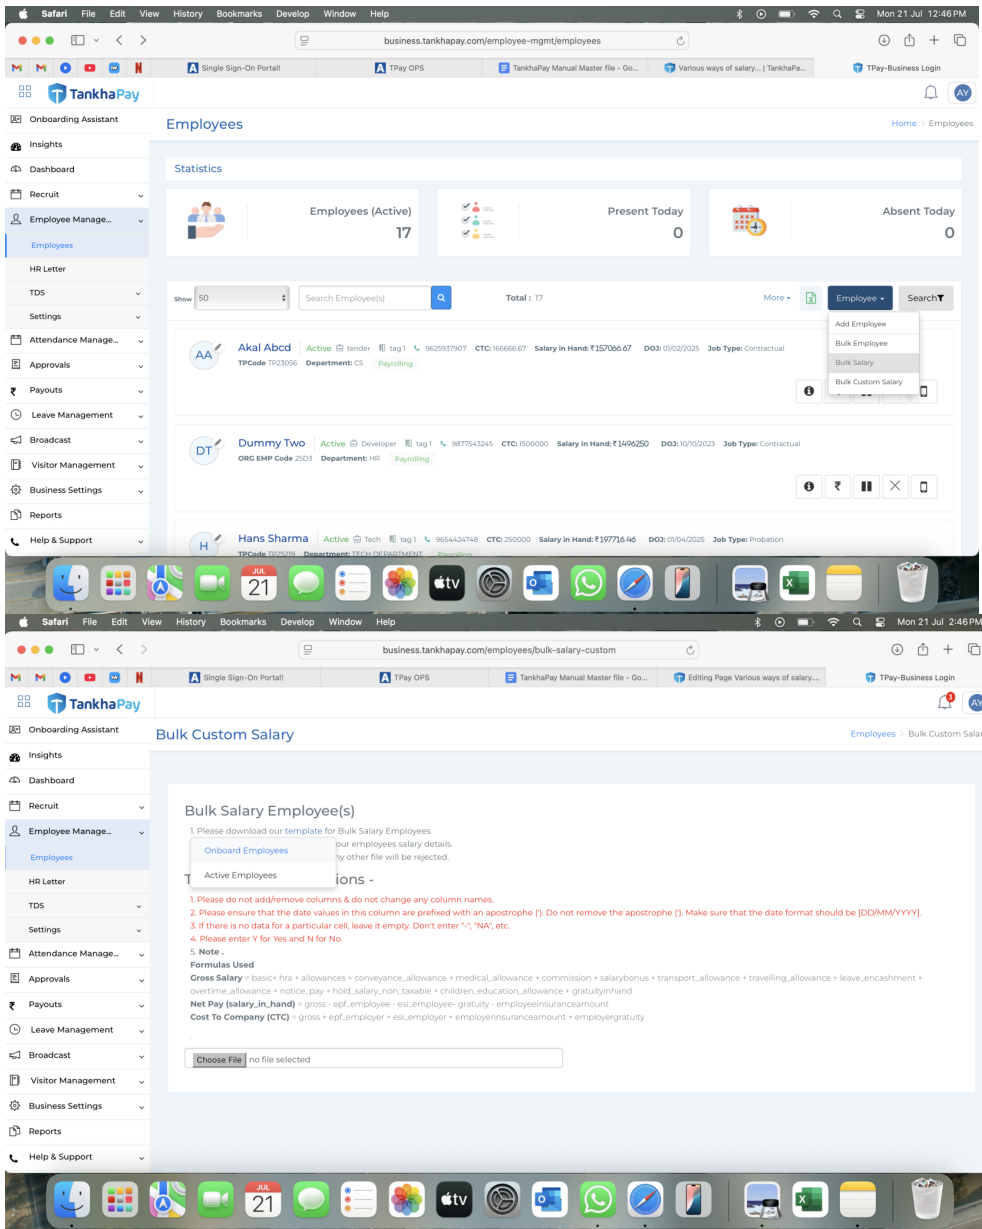 Safari File Edit View History Bookmarks Develop Window Help Mon 21 Jul 12:46 PM
business.tankhapay.com/employee-mgmt/employees
Single Sign-On Portal! TPay OPS TankhaPay Manual Master file - Go... Various ways of salary... | TankhaPa... TPay-Business Login
TankhaPay AY
Onboarding Assistant
Employees
Home > Employees
Insights
Dashboard
Statistics
Recruit
Employee Manage...
Employees (Active)
17
Present Today
0
Absent Today
0
Employees
HR Letter
TDS
Settings
Show 50 Search Employee(s) Total : 17 More Employee Search
Add Employee
Bulk Employee
Bulk Salary
Bulk Custom Salary
Attendance Manage...
Approvals
Payouts
Leave Management
Broadcast
Visitor Management
Business Settings
Reports
Help & Support
AA Akal Abcd Active tender tag 1 9625937907 CTC: 166666.67 Salary in Hand: ₹157066.67 DOJ: 01/02/2025 Job Type: Contractual
TPCode TP23056 Department: CS Payrolling
DT Dummy Two Active Developer tag 1 9877543245 CTC: 1500000 Salary in Hand: ₹1496250 DOJ: 10/10/2023 Job Type: Contractual
ORG EMP Code 25D3 Department: HR Payrolling
H Hans Sharma Active Tech tag 1 9654424748 CTC: 250000 Salary in Hand: ₹197716.46 DOJ: 01/04/2025 Job Type: Probation
TPCode TP25219 Department: TECH DEPARTMENT Payrolling
JUL
21
tv
Safari File Edit View History Bookmarks Develop Window Help Mon 21 Jul 2:46 PM
business.tankhapay.com/employees/bulk-salary-custom
Single Sign-On Portal! TPay OPS TankhaPay Manual Master file - Go... Editing Page Various ways of salary.... TPay-Business Login
TankhaPay 3 AY
Onboarding Assistant
Bulk Custom Salary
Employees > Bulk Custom Salar
Insights
Dashboard
Recruit
Employee Manage...
Employees
HR Letter
TDS
Settings
Attendance Manage...
Approvals
Payouts
Leave Management
Broadcast
Visitor Management
Business Settings
Reports
Help & Support
Bulk Salary Employee(s)
1. Please download our template for Bulk Salary Employees
our employees salary details.
ny other file will be rejected.
Onboard Employees
Active Employees
T ions -
1. Please do not add/remove columns & do not change any column names.
2. Please ensure that the date values in this column are prefixed with an apostrophe ('). Do not remove the apostrophe ('). Make sure that the date format should be [DD/MM/YYYY].
3. If there is no data for a particular cell, leave it empty. Don't enter "-", "NA", etc.
4. Please enter Y for Yes and N for No.
5. Note .
Formulas Used
Gross Salary = basic+ hra + allowances + conveyance_allowance + medical_allowance + commission + salarybonus + transport_allowance + travelling_allowance + leave_encashment +
overtime_allowance + notice_pay + hold_salary_non_taxable + children_education_allowance + gratuityinhand
Net Pay (salary_in_hand) = gross - epf_employee - esi_employee- gratuity - employeeinsuranceamount
Cost To Company (CTC) = gross + epf_employer + esi_employer + employerinsuranceamount + employergratuity
Choose File no file selected
JUL
21
tv